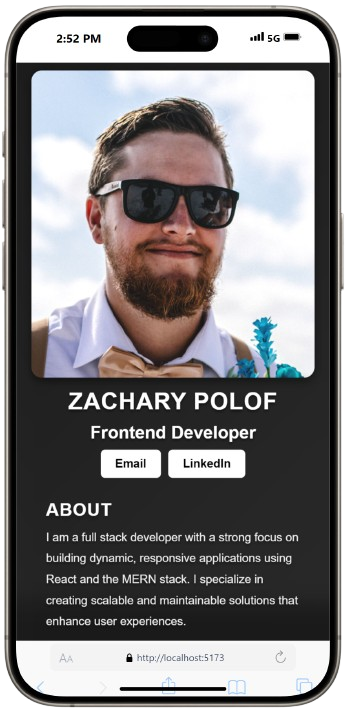 2:52 PM
5G
ZACHARY POLOF
Frontend Developer
Email
LinkedIn
ABOUT
I am a full stack developer with a strong focus on
building dynamic, responsive applications using
React and the MERN stack. I specialize in
creating scalable and maintainable solutions that
enhance user experiences.
AA
http://localhost:5173